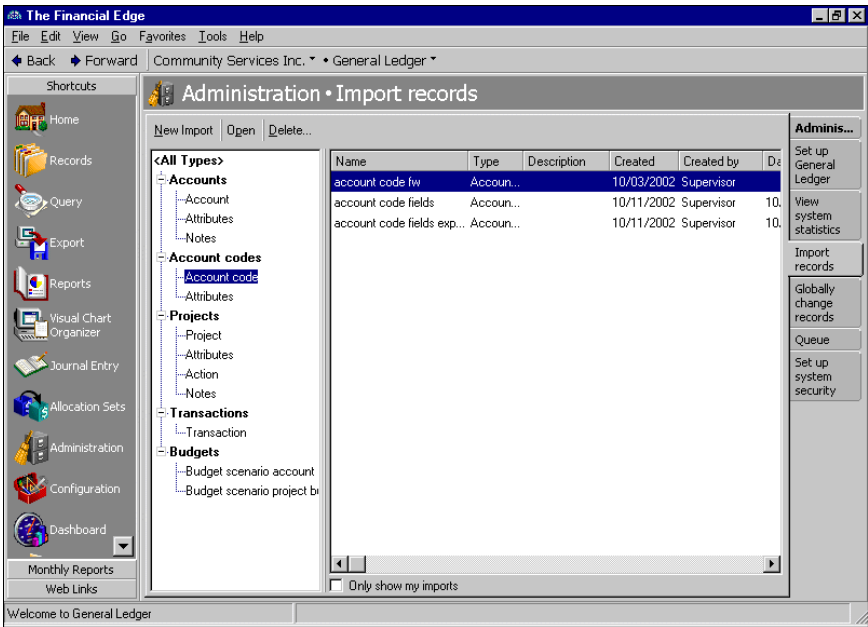 The Financial Edge
File Edit View Go Favorites Tools Help
Back Forward Community Services Inc. • General Ledger
Shortcuts
Home
Records
Query
Export
Reports
Visual Chart
Organizer
Journal Entry
Allocation Sets
Administration
Configuration
Dashboard
Monthly Reports
Web Links
Administration • Import records
New Import Open Delete...
<All Types>
Accounts
Account
Attributes
Notes
Account codes
Account code
Attributes
Projects
Project
Attributes
Action
Notes
Transactions
Transaction
Budgets
Budget scenario account
Budget scenario project
Name Type Description Created Created by Da
account code fw Accoun... 10/03/2002 Supervisor
account code fields Accoun... 10/11/2002 Supervisor 10.
account code fields exp... Accoun... 10/11/2002 Supervisor 10.
Only show my imports
Adminis...
Set up
General
Ledger
View
system
statistics
Import
records
Globally
change
records
Queue
Set up
system
security
Welcome to General Ledger